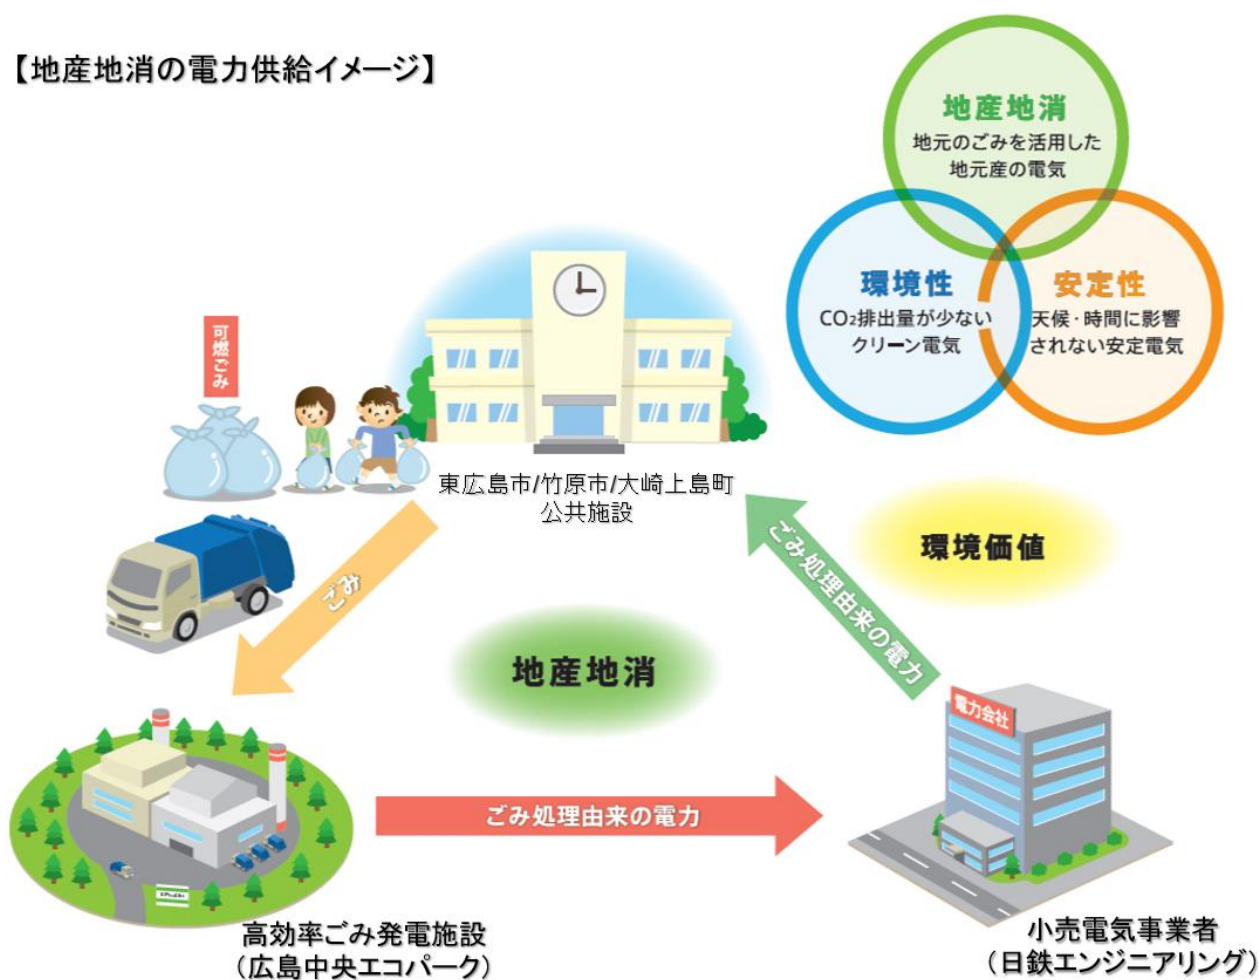 【地産地消の電力供給イメージ】
地産地消
地元のごみを活用した
地元産の電気
環境性
CO₂排出量が少ない
クリーン電気
安定性
天候・時間に影響
されない安定電気
可燃ごみ
東広島市/竹原市/大崎上島町
公共施設
ごみ
ごみ処理由来の電力
環境価値
地産地消
電力会社
ごみ処理由来の電力
高効率ごみ発電施設
（広島中央エコパーク）
小売電気事業者
（日鉄エンジニアリング）